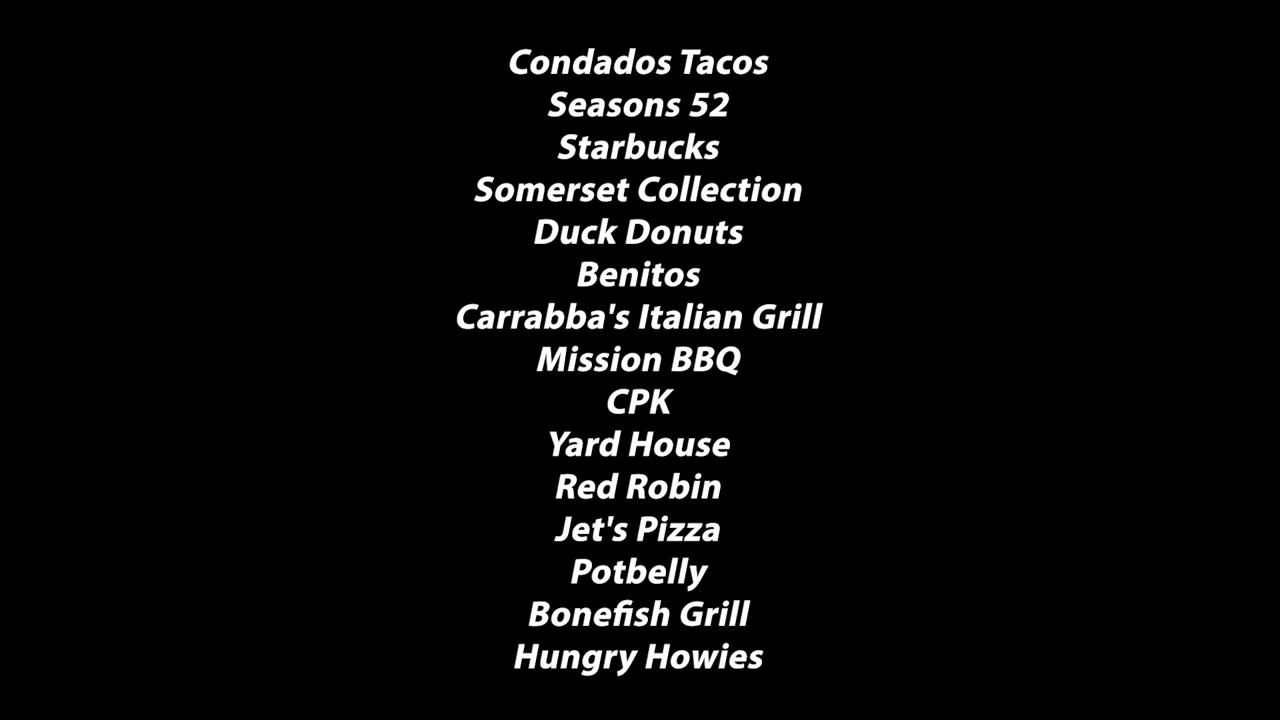 Condados Tacos
Seasons 52
Starbucks
Somerset Collection
Duck Donuts
Benitos
Carrabba's Italian Grill
Mission BBQ
CPK
Yard House
Red Robin
Jet's Pizza
Potbelly
Bonefish Grill
Hungry Howies